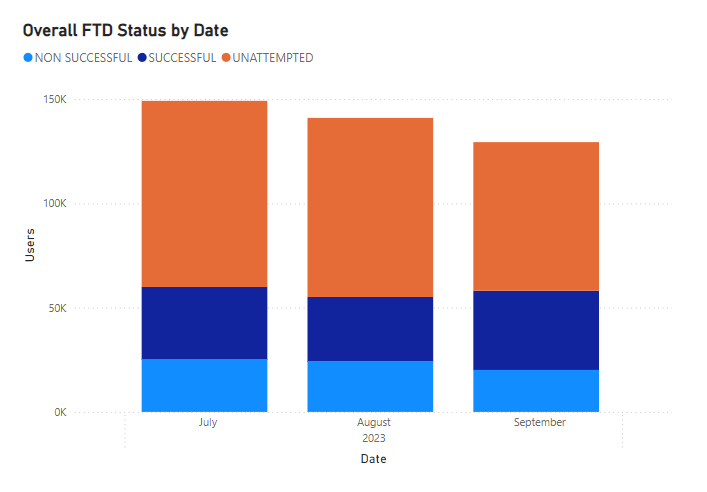 Overall FTD Status by Date
NON SUCCESSFUL SUCCESSFUL UNATTEMPTED
150K
100K
50K
0K
Users
July August September
2023
Date